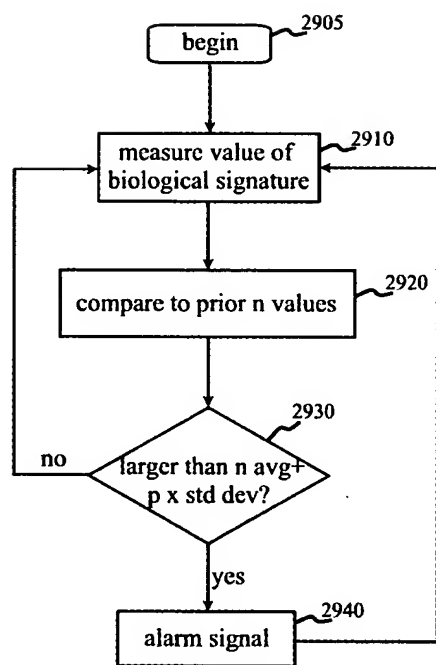 begin
2905
measure value of
biological signature
2910
compare to prior n values
2920
larger than n avg+
p x std dev?
2930
no
yes
alarm signal
2940